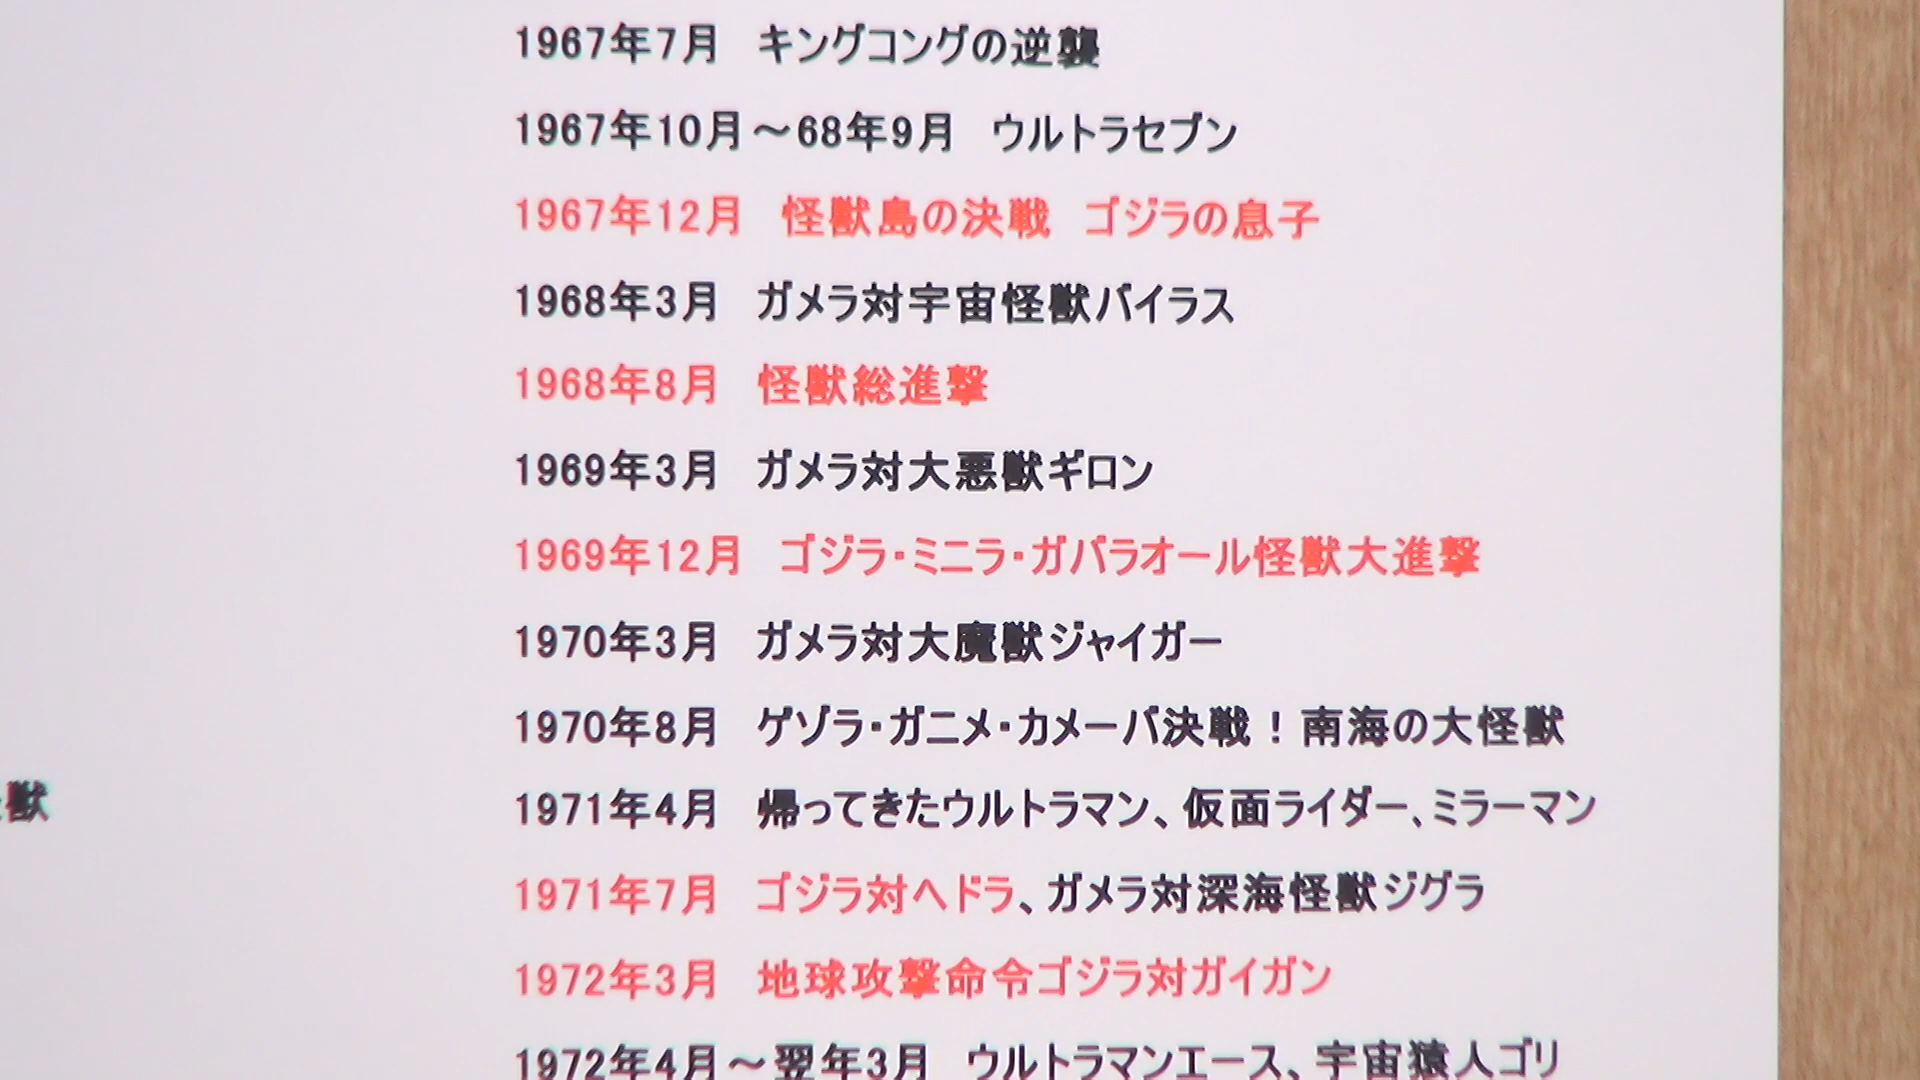 1967年7月　キングコングの逆襲
1967年10月～68年9月　ウルトラセブン
1967年12月　怪獣島の決戦　ゴジラの息子
1968年3月　ガメラ対宇宙怪獣バイラス
1968年8月　怪獣総進撃
1969年3月　ガメラ対大悪獣ギロン
1969年12月　ゴジラ・ミニラ・ガバラオール怪獣大進撃
1970年3月　ガメラ対大魔獣ジャイガー
1970年8月　ゲゾラ・ガニメ・カメーバ決戦！南海の大怪獣
獣
1971年4月　帰ってきたウルトラマン、仮面ライダー、ミラーマン
1971年7月　ゴジラ対ヘドラ、ガメラ対深海怪獣ジグラ
1972年3月　地球攻撃命令ゴジラ対ガイガン
1972年4月～翌年3月　ウルトラマンエース、宇宙猿人ゴリ